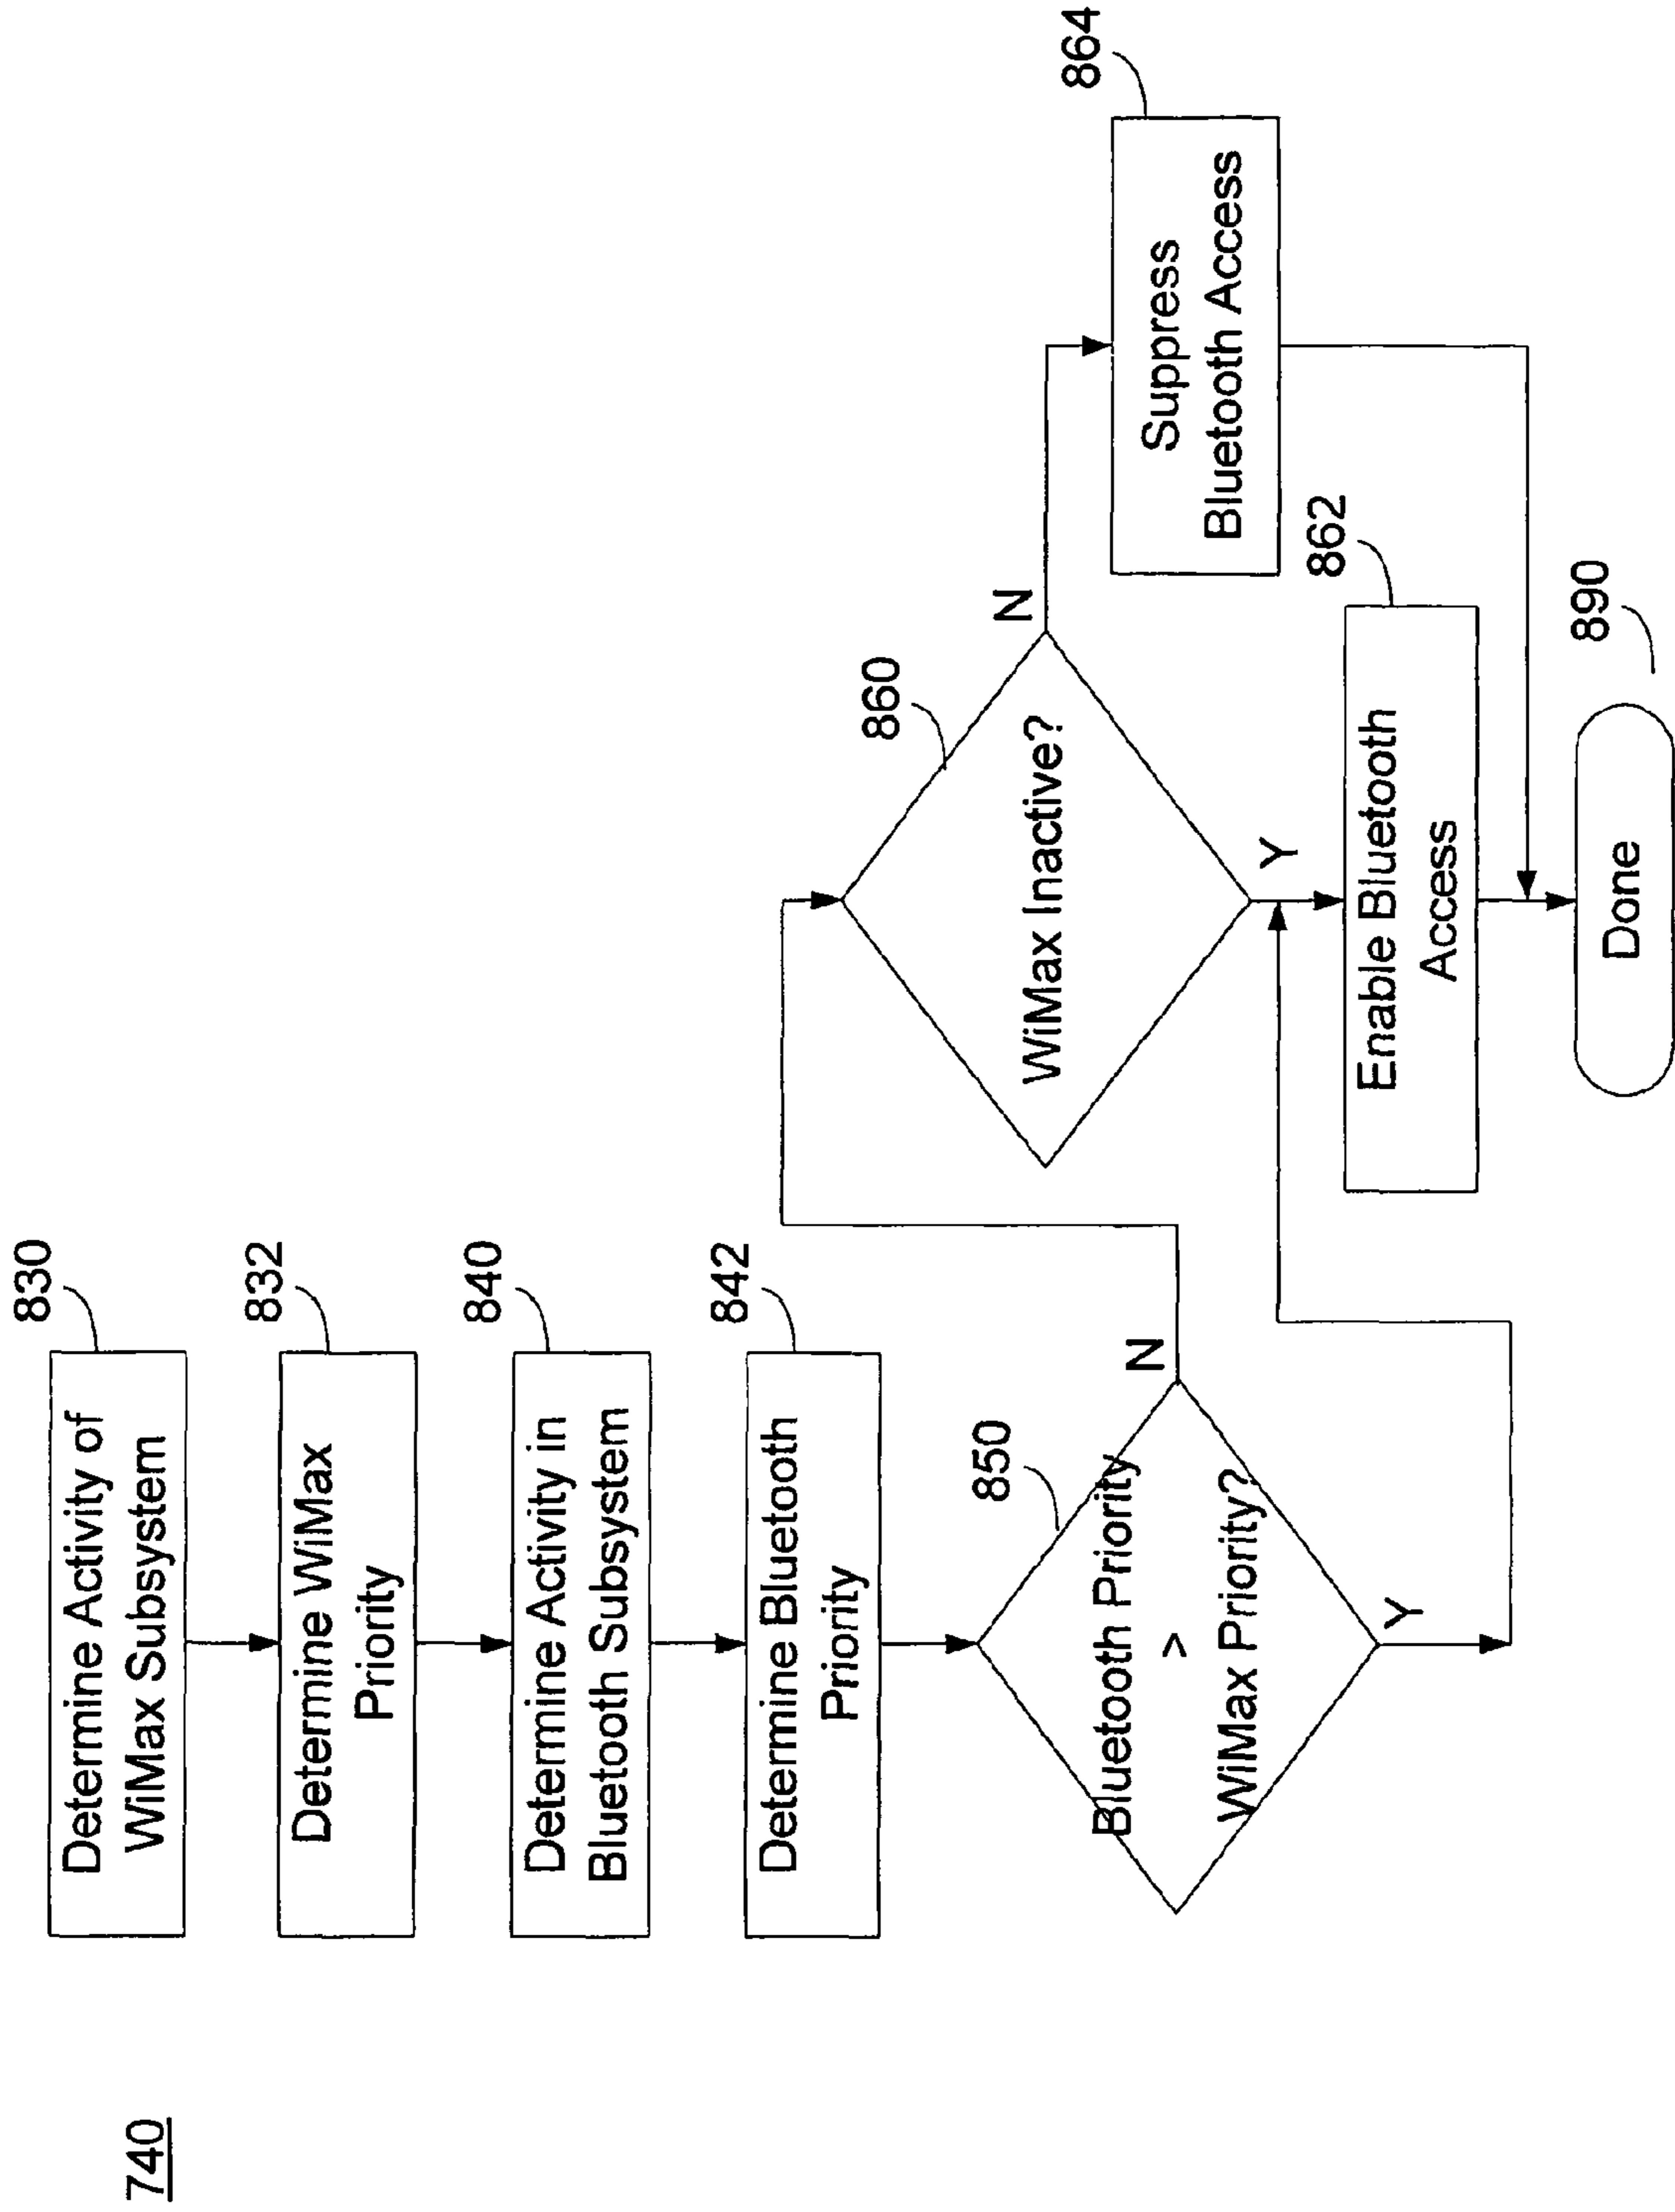 740
830
Determine Activity of
WiMax Subsystem
832
Determine WiMax
Priority
840
Determine Activity in
Bluetooth Subsystem
842
Determine Bluetooth
Priority
850
Bluetooth Priority
>
WiMax Priority?
N
Y
860
WiMax Inactive?
N
Y
864
Suppress
Bluetooth Access
862
Enable Bluetooth
Access
890
Done